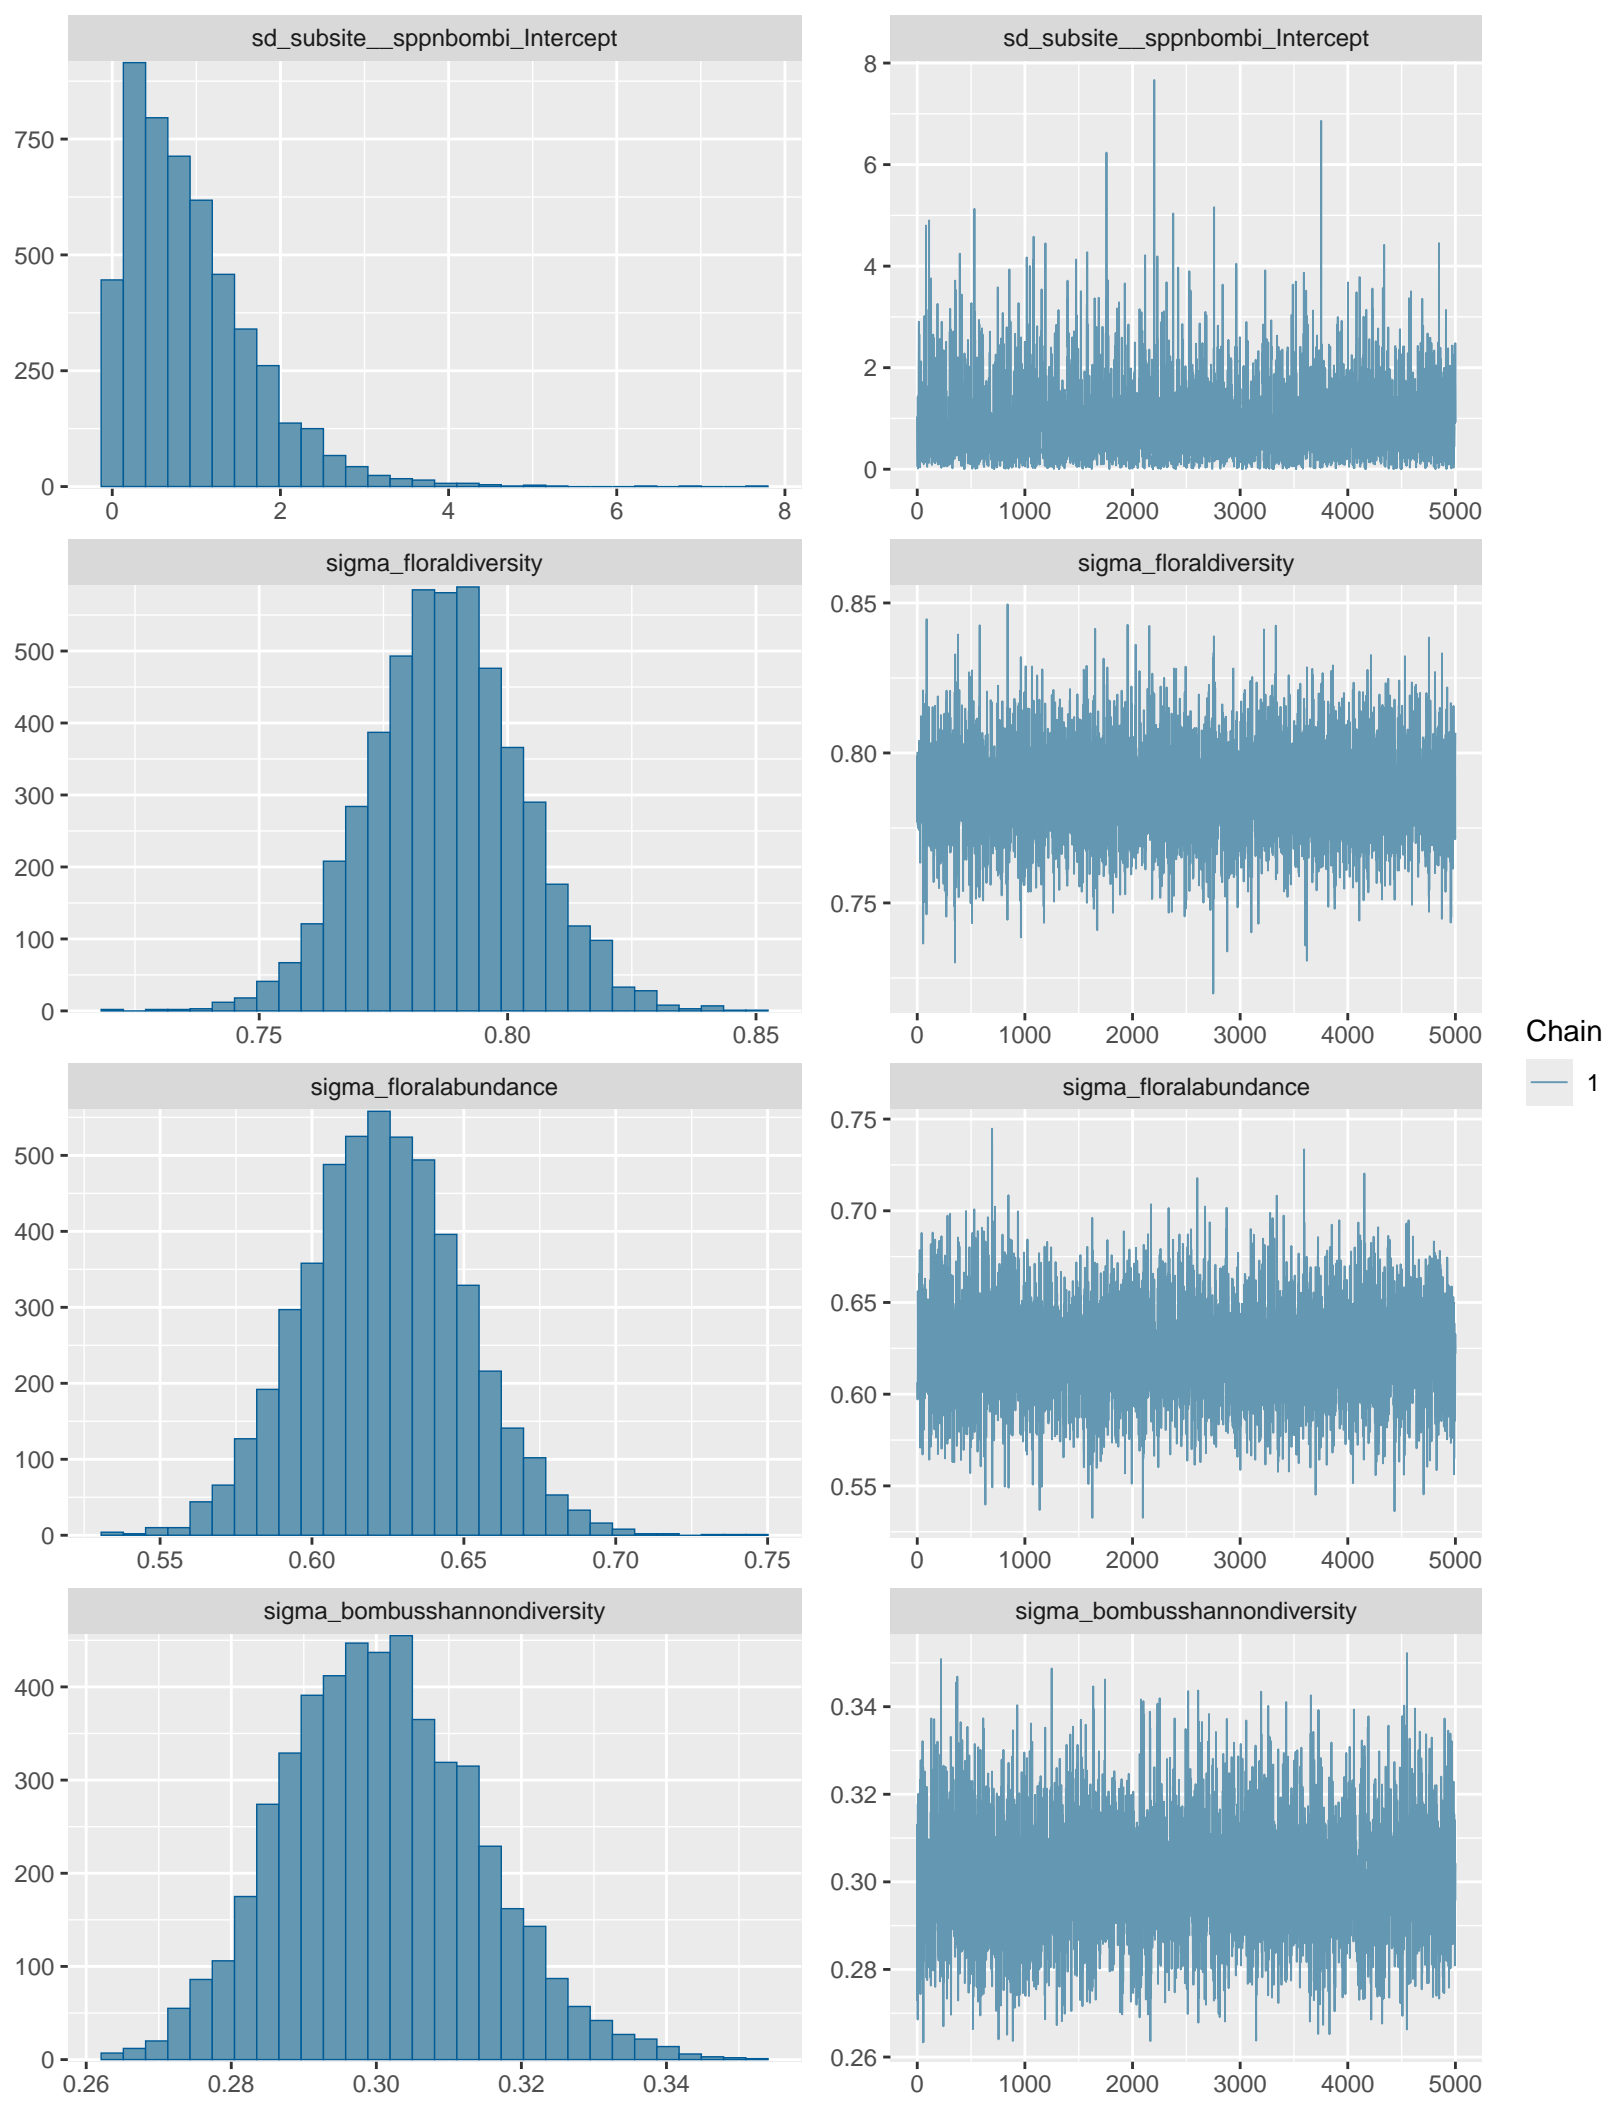 sd_subsite__sppnbombi_Intercept
750
500
250
0
0 2 4 6 8
sd_subsite__sppnbombi_Intercept
8
6
4
2
0
0 1000 2000 3000 4000 5000
sigma_floraldiversity
500
400
300
200
100
0
0.75 0.80 0.85
sigma_floraldiversity
0.85
0.80
0.75
0 1000 2000 3000 4000 5000
sigma_floralabundance
500
400
300
200
100
0
0.55 0.60 0.65 0.70 0.75
sigma_floralabundance
0.75
0.70
0.65
0.60
0.55
0 1000 2000 3000 4000 5000
sigma_bombusshannondiversity
400
300
200
100
0
0.26 0.28 0.30 0.32 0.34
sigma_bombusshannondiversity
0.34
0.32
0.30
0.28
0.26
0 1000 2000 3000 4000 5000
Chain
1